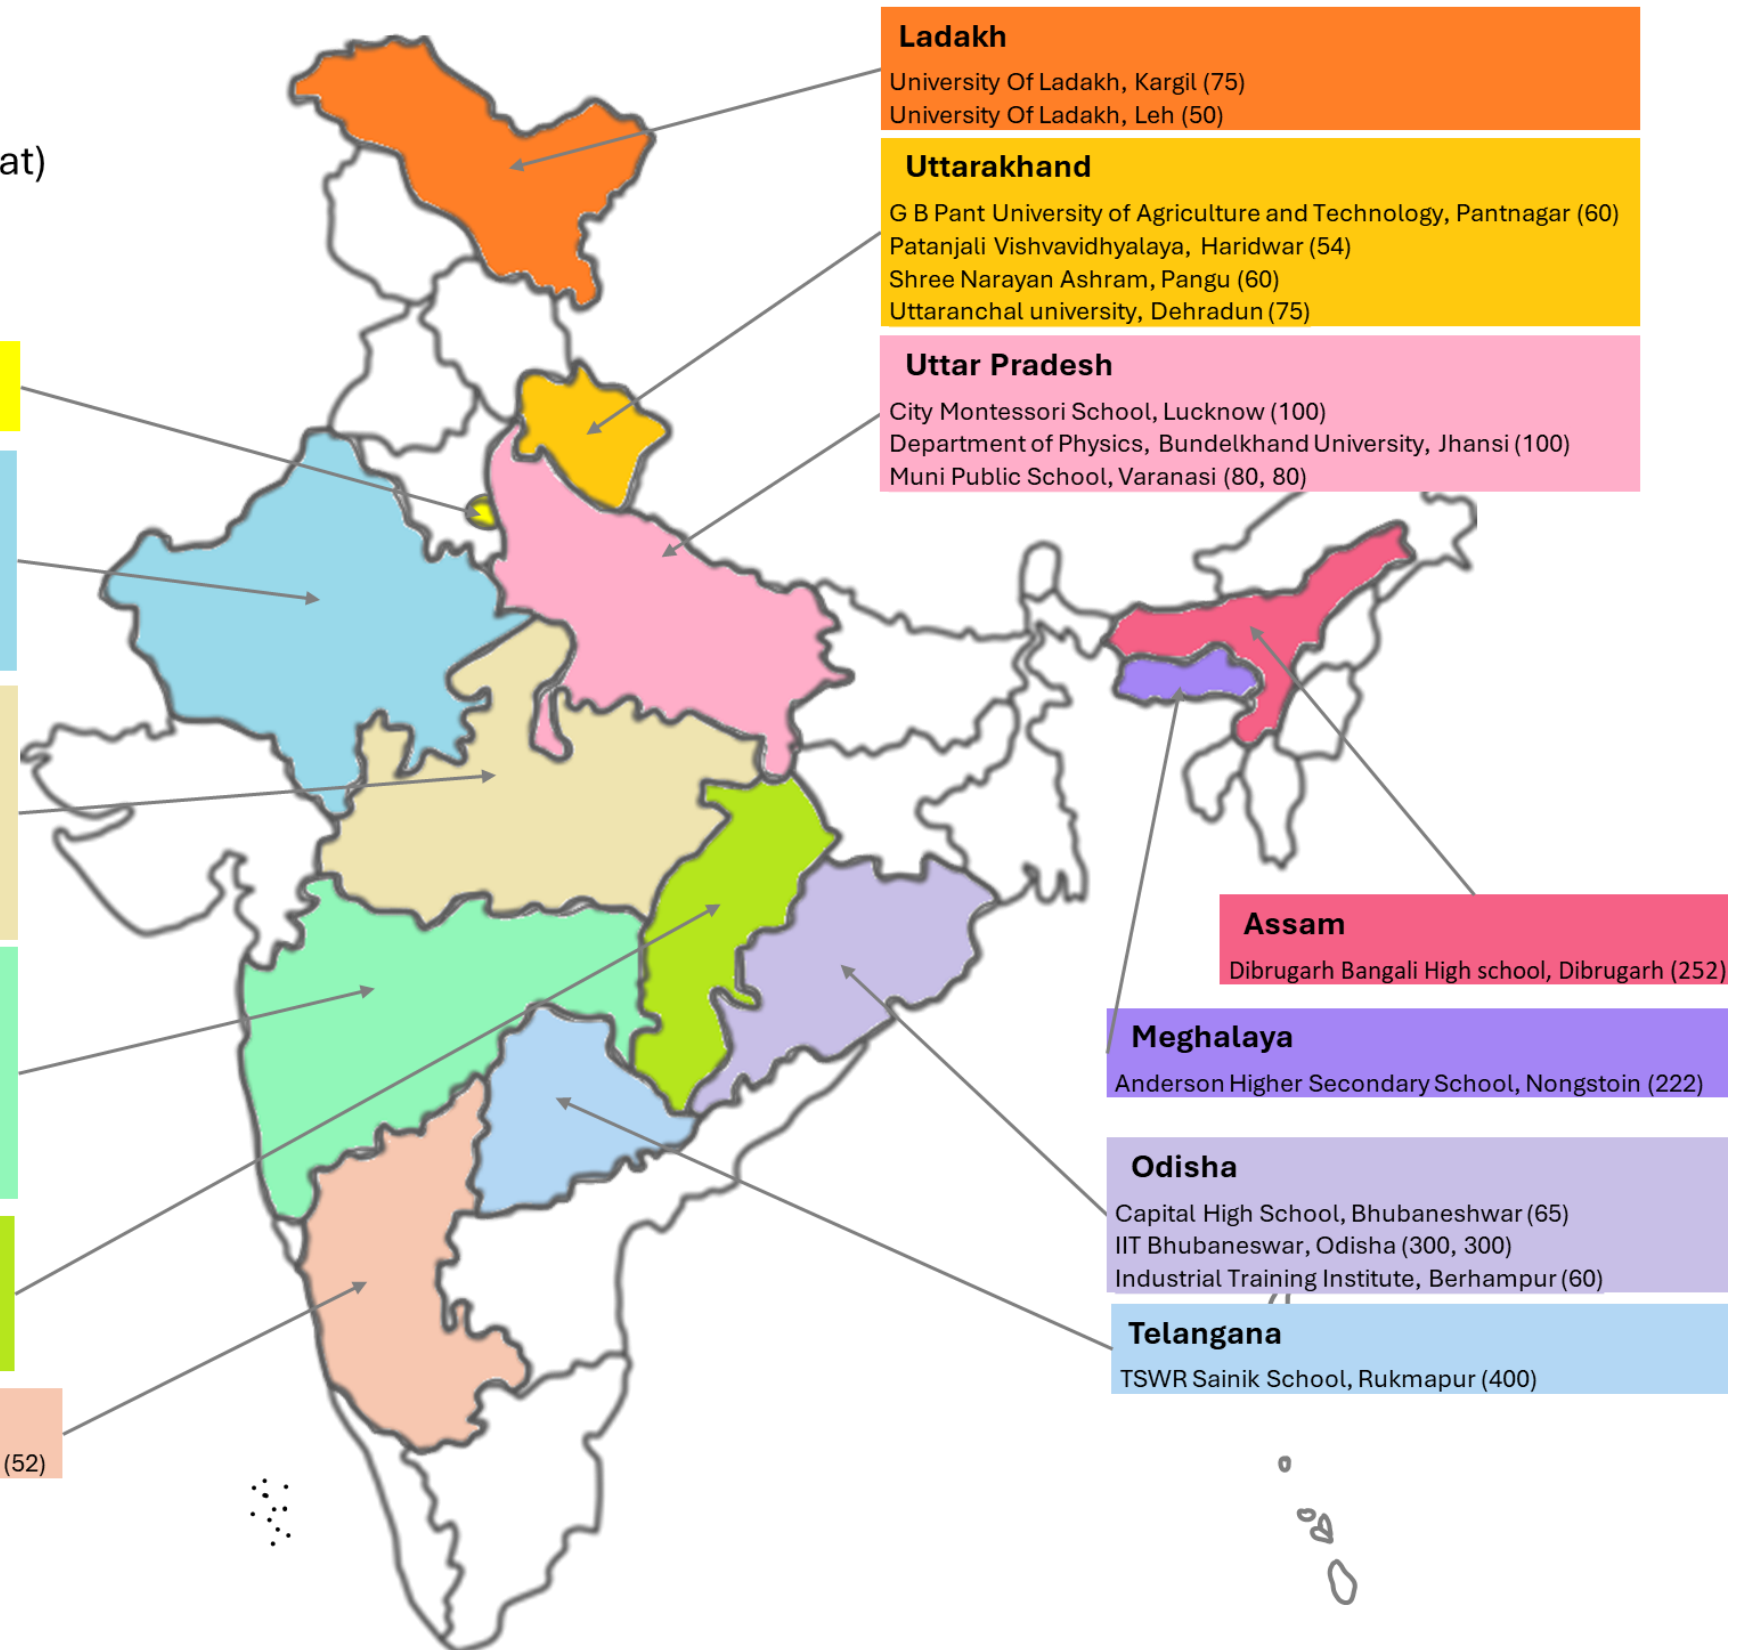 at)
Ladakh
University Of Ladakh, Kargil (75)
University Of Ladakh, Leh (50)
Uttarakhand
G B Pant University of Agriculture and Technology, Pantnagar (60)
Patanjali Vishvavidhyalaya, Haridwar (54)
Shree Narayan Ashram, Pangu (60)
Uttaranchal university, Dehradun (75)
Uttar Pradesh
City Montessori School, Lucknow (100)
Department of Physics, Bundelkhand University, Jhansi (100)
Muni Public School, Varanasi (80, 80)
Assam
Dibrugarh Bangali High school, Dibrugarh (252)
Meghalaya
Anderson Higher Secondary School, Nongstoin (222)
Odisha
Capital High School, Bhubaneshwar (65)
IIT Bhubaneswar, Odisha (300, 300)
Industrial Training Institute, Berhampur (60)
Telangana
TSWR Sainik School, Rukmapur (400)
(52)